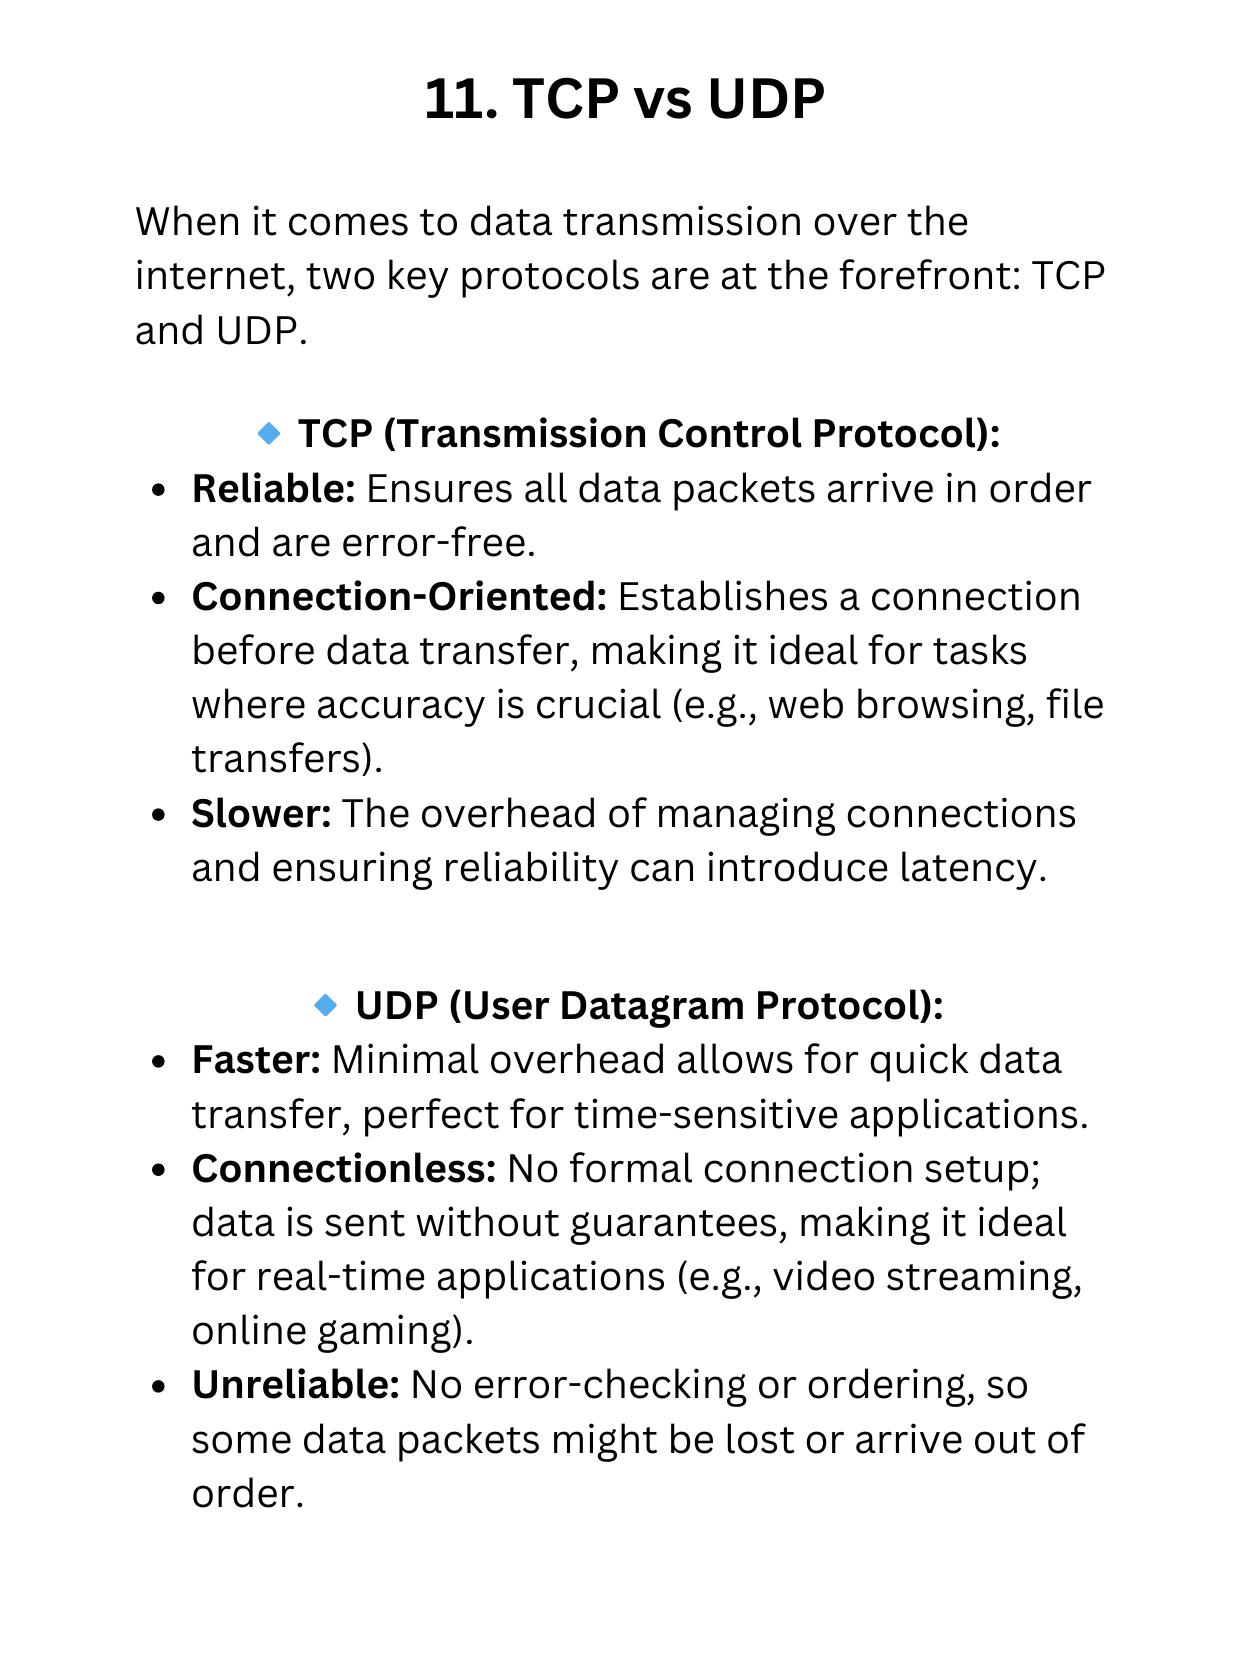 11. TCP vs UDP
When it comes to data transmission over the
internet, two key protocols are at the forefront: TCP
and UDP.
🔹 TCP (Transmission Control Protocol):
• Reliable: Ensures all data packets arrive in order
and are error-free.
• Connection-Oriented: Establishes a connection
before data transfer, making it ideal for tasks
where accuracy is crucial (e.g., web browsing, file
transfers).
• Slower: The overhead of managing connections
and ensuring reliability can introduce latency.
🔹 UDP (User Datagram Protocol):
• Faster: Minimal overhead allows for quick data
transfer, perfect for time-sensitive applications.
• Connectionless: No formal connection setup;
data is sent without guarantees, making it ideal
for real-time applications (e.g., video streaming,
online gaming).
• Unreliable: No error-checking or ordering, so
some data packets might be lost or arrive out of
order.